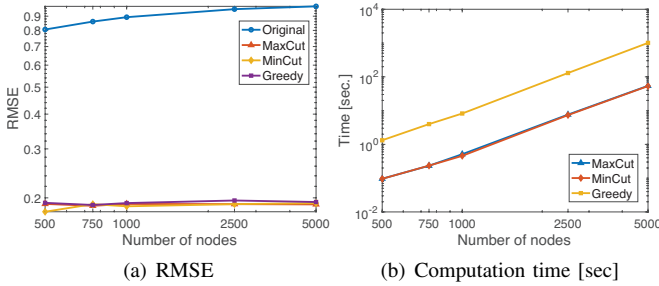 0.9
0.8
0.7
0.6
0.5
0.4
0.3
0.2
RMSE
Original
MaxCut
MinCut
Greedy
500 750 1000 2500 5000
Number of nodes
(a) RMSE
10^4
10^2
10^0
10^-2
Time [sec.]
MaxCut
MinCut
Greedy
500 750 1000 2500 5000
Number of nodes
(b) Computation time [sec]